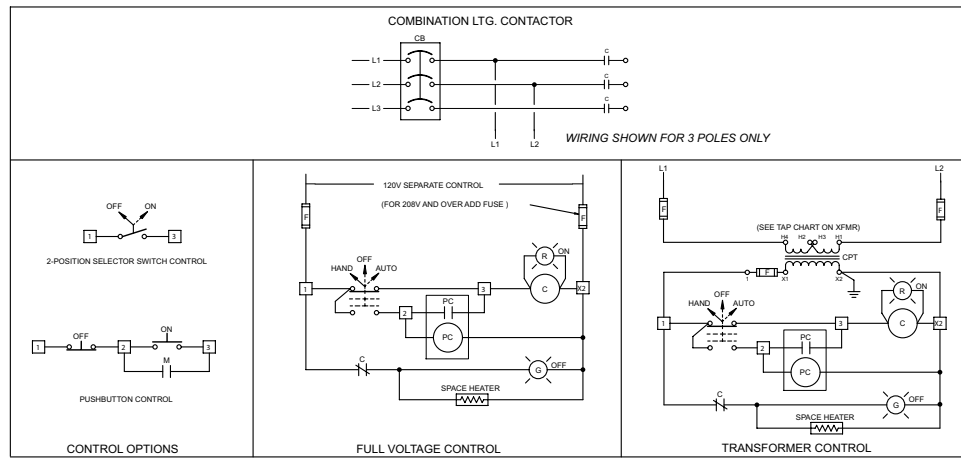 COMBINATION LTG. CONTACTOR
CB
L1
C
L2
C
L3
C
L1 L2
WIRING SHOWN FOR 3 POLES ONLY
OFF ON
1 3
2-POSITION SELECTOR SWITCH CONTROL
OFF ON
1 2 3
M
PUSHBUTTON CONTROL
CONTROL OPTIONS
120V SEPARATE CONTROL
(FOR 208V AND OVER ADD FUSE )
F F
R ON
OFF
HAND AUTO
1 3 C X2
PC
2
PC
C
G OFF
SPACE HEATER
FULL VOLTAGE CONTROL
L1 L2
F F
(SEE TAP CHART ON XFMR)
H4 H2 H3 H1
CPT
1 F X1 X2
R ON
OFF
HAND AUTO
1 3 C X2
PC
2
PC
C
G OFF
SPACE HEATER
TRANSFORMER CONTROL